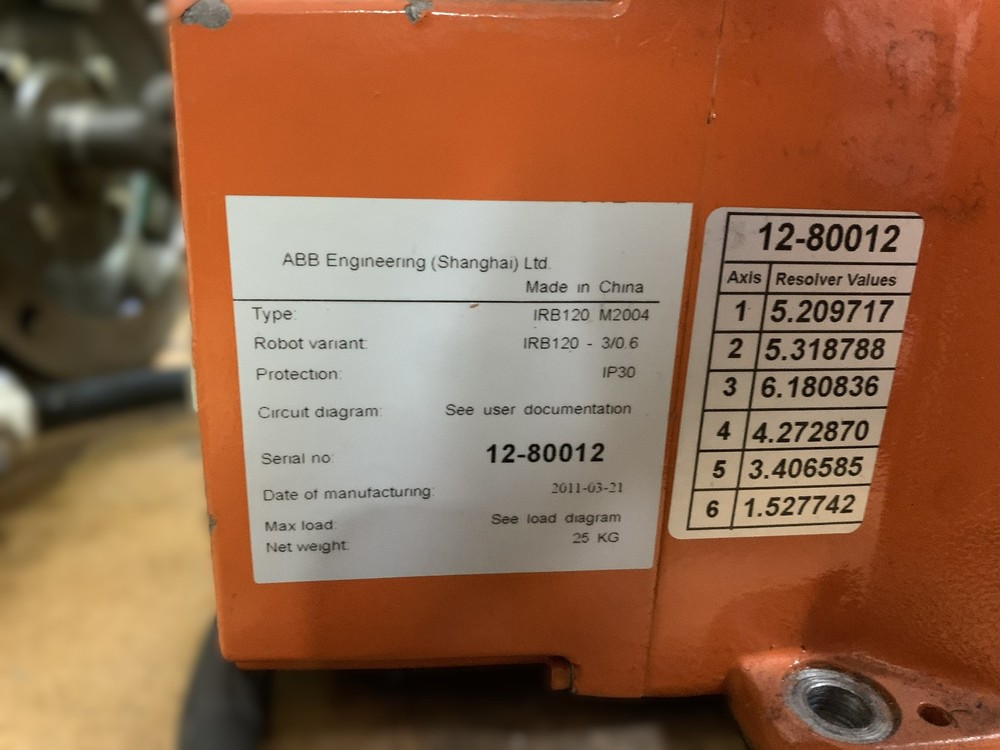 ABB Engineering (Shanghai) Ltd.
Made in China
Type: IRB120 M2004
Robot variant: IRB120 - 3/0.6
Protection: IP30
Circuit diagram: See user documentation
Serial no: 12-80012
Date of manufacturing: 2011-03-21
Max load: See load diagram
Net weight: 25 KG
12-80012
Axis Resolver Values
1 5.209717
2 5.318788
3 6.180836
4 4.272870
5 3.406585
6 1.527742